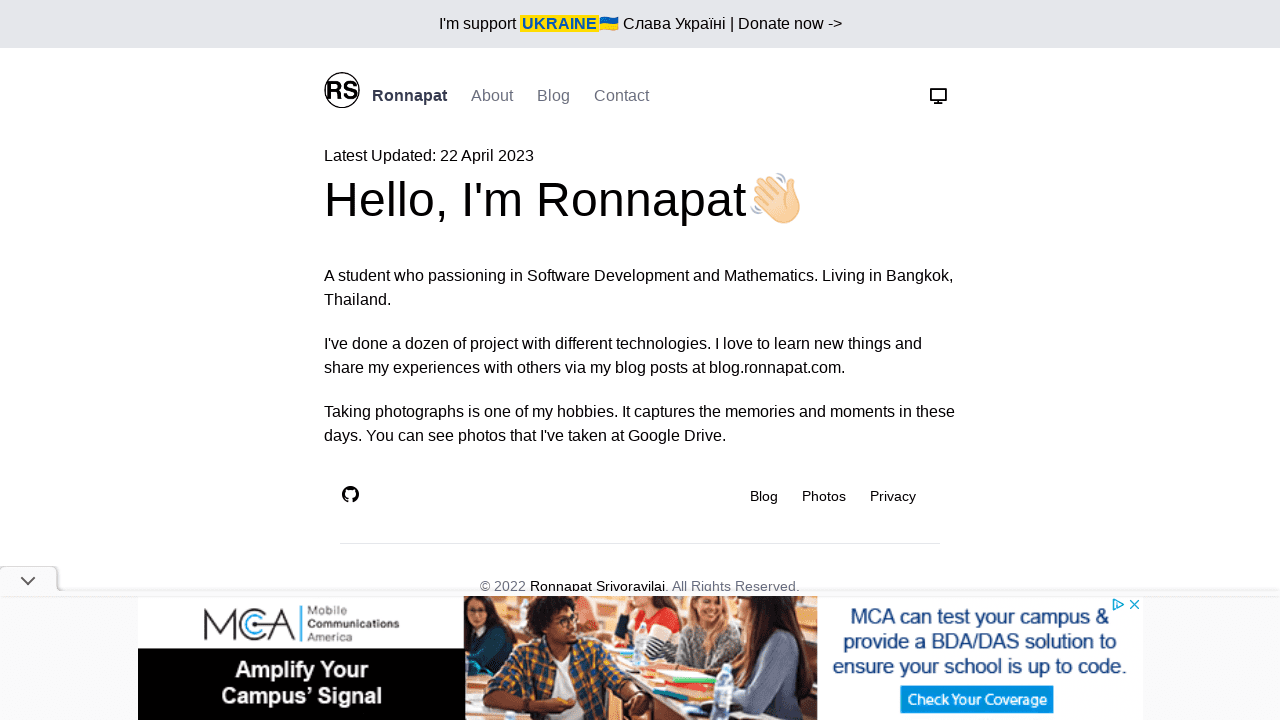 I'm support UKRAINE🇺🇦 Слава Україні | Donate now ->
RS Ronnapat About Blog Contact
Latest Updated: 22 April 2023
Hello, I'm Ronnapat👋🏻
A student who passioning in Software Development and Mathematics. Living in Bangkok,
Thailand.
I've done a dozen of project with different technologies. I love to learn new things and
share my experiences with others via my blog posts at blog.ronnapat.com.
Taking photographs is one of my hobbies. It captures the memories and moments in these
days. You can see photos that I've taken at Google Drive.
Blog Photos Privacy
© 2022 Ronnapat Srivoravilai. All Rights Reserved.
MCA Mobile
Communications
America
Amplify Your
Campus' Signal
MCA can test your campus &
provide a BDA/DAS solution to
ensure your school is up to code.
Check Your Coverage